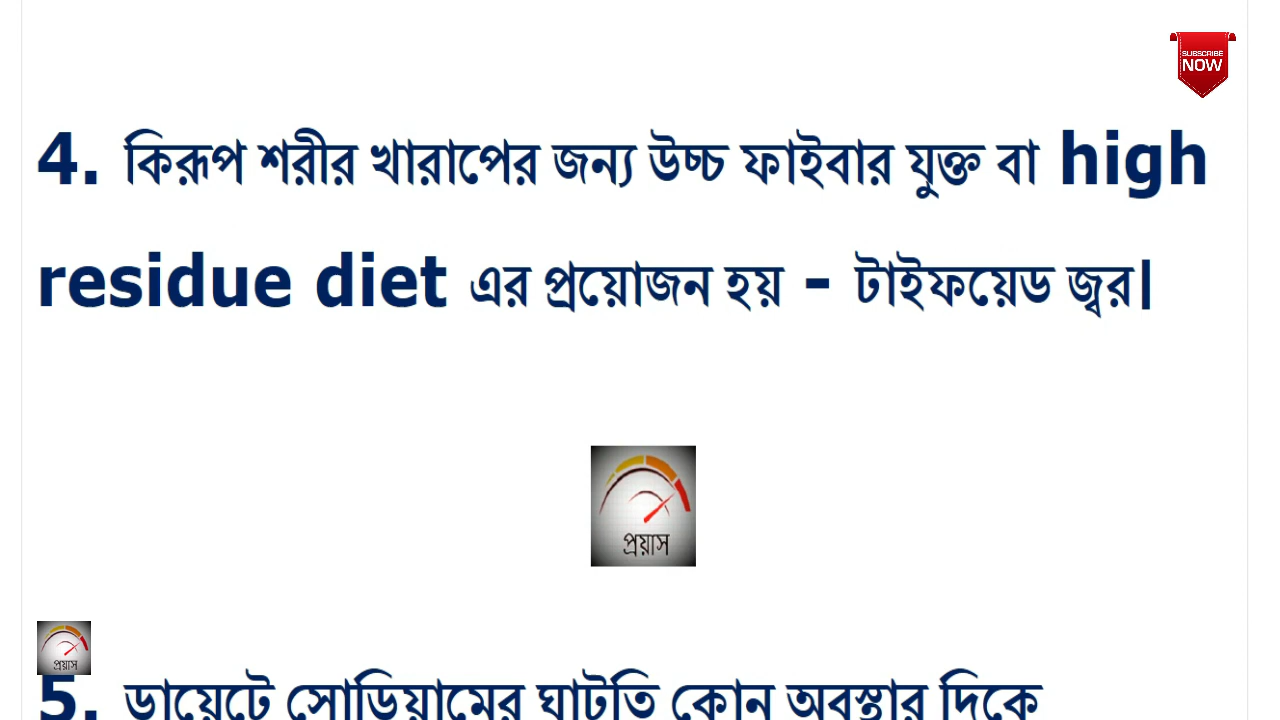 SUBSCRIBE
NOW
4. কিরূপ শরীর খারাপের জন্য উচ্চ ফাইবার যুক্ত বা high
residue diet এর প্রয়োজন হয় - টাইফয়েড জ্বর|
প্রয়াস
প্রয়াস
5. ডায়েটে সোডিয়ামের ঘাটতি কোন অবস্থার দিকে